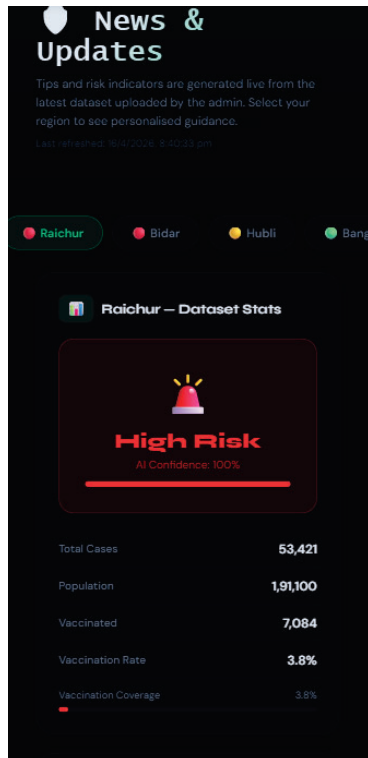 News &
Updates
Tips and risk indicators are generated live from the
latest dataset uploaded by the admin. Select your
region to see personalised guidance.
Last refreshed: 16/4/2026, 8:40:33 pm
Raichur Bidar Hubli Bang
Raichur — Dataset Stats
High Risk
AI Confidence: 100%
Total Cases 53,421
Population 1,91,100
Vaccinated 7,084
Vaccination Rate 3.8%
Vaccination Coverage 3.8%